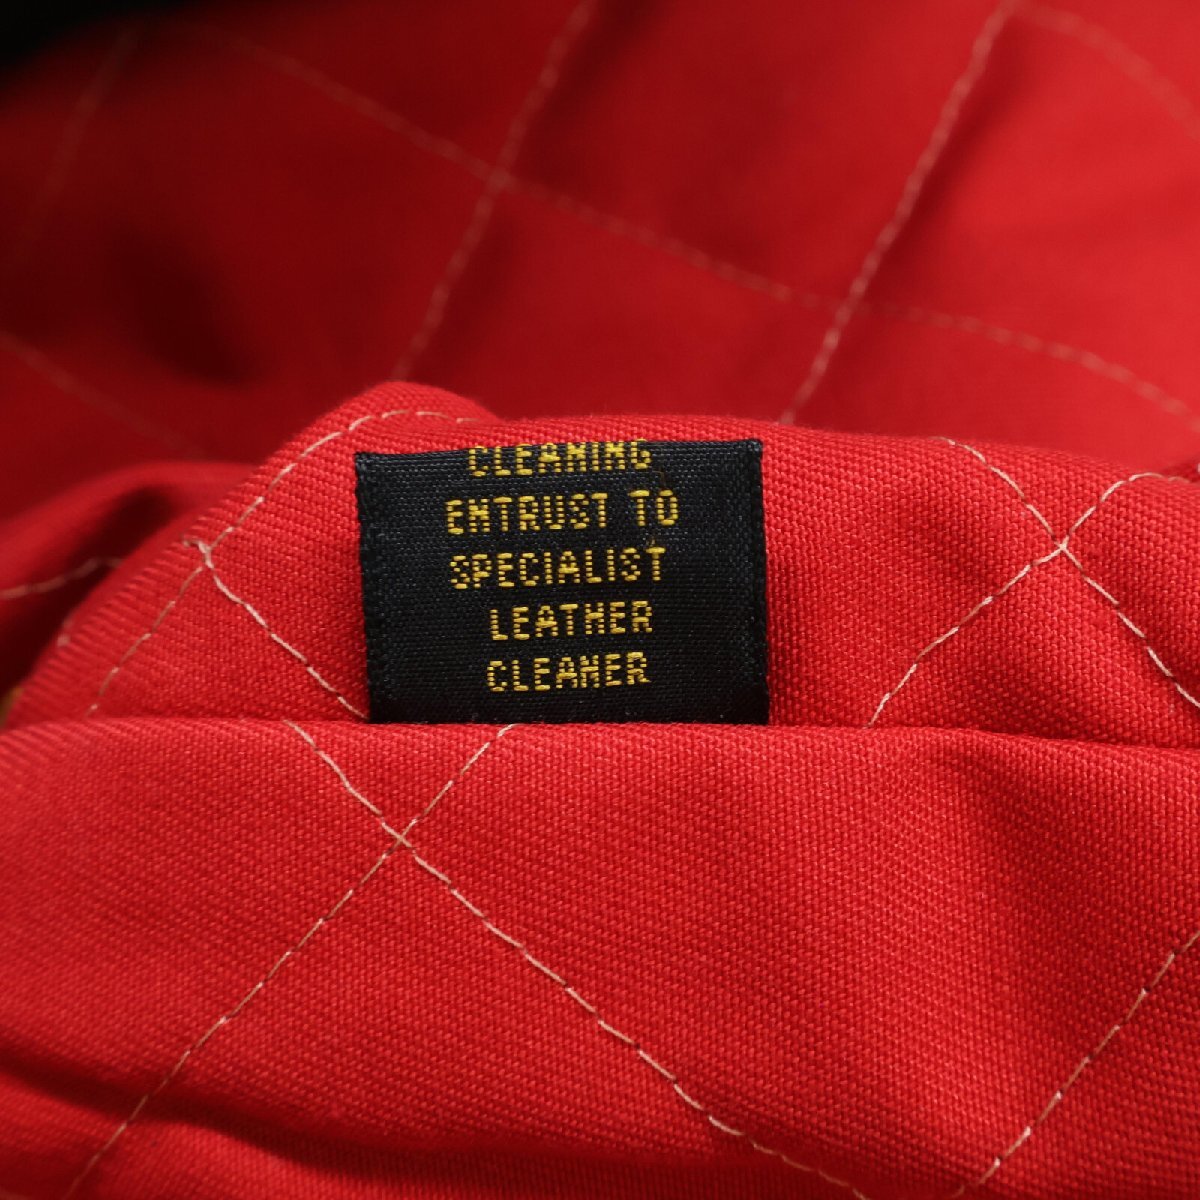 CLEANING
ENTRUST TO
SPECIALIST
LEATHER
CLEANER